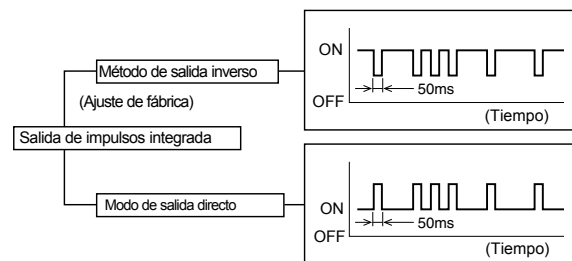 Método de salida inverso
(Ajuste de fábrica)
Salida de impulsos integrada
Modo de salida directo
ON
OFF
50ms
(Tiempo)
ON
OFF
50ms
(Tiempo)